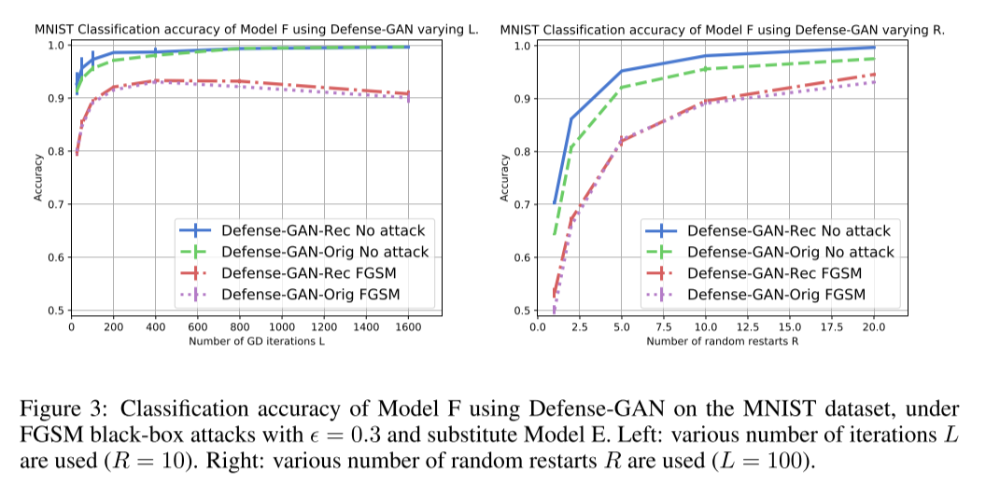 MNIST Classification accuracy of Model F using Defense-GAN varying L.
1.0
0.9
0.8
0.7
0.6
0.5
Accuracy
Defense-GAN-Rec No attack
Defense-GAN-Orig No attack
Defense-GAN-Rec FGSM
Defense-GAN-Orig FGSM
0 200 400 600 800 1000 1200 1400 1600
Number of GD iterations L
MNIST Classification accuracy of Model F using Defense-GAN varying R.
1.0
0.9
0.8
0.7
0.6
0.5
Accuracy
Defense-GAN-Rec No attack
Defense-GAN-Orig No attack
Defense-GAN-Rec FGSM
Defense-GAN-Orig FGSM
0.0 2.5 5.0 7.5 10.0 12.5 15.0 17.5 20.0
Number of random restarts R
Figure 3: Classification accuracy of Model F using Defense-GAN on the MNIST dataset, under
FGSM black-box attacks with ϵ = 0.3 and substitute Model E. Left: various number of iterations L
are used (R = 10). Right: various number of random restarts R are used (L = 100).